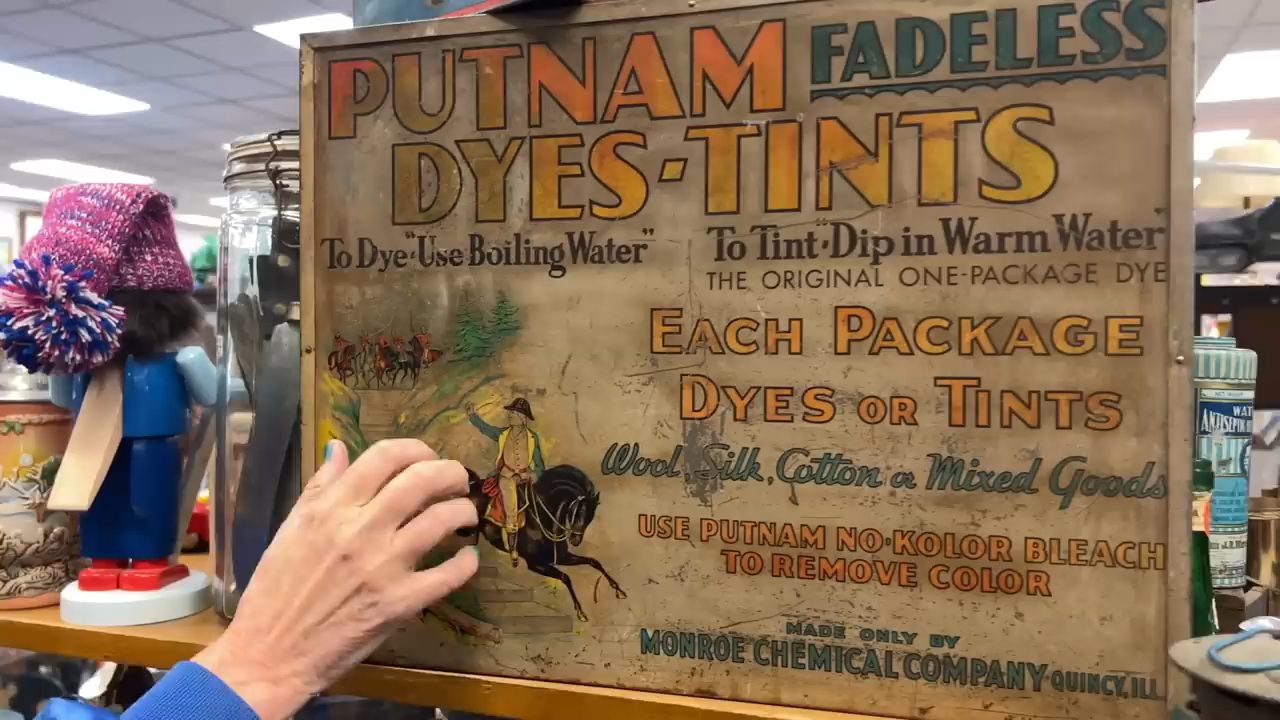 PUTNAM FADELESS
DYES-TINTS
To Dye "Use Boiling Water" To Tint "Dip in Warm Water"
THE ORIGINAL ONE-PACKAGE DYE
EACH PACKAGE
DYES OR TINTS
Wool, Silk, Cotton or Mixed Goods
USE PUTNAM NO-KOLOR BLEACH
TO REMOVE COLOR
MADE ONLY BY
MONROE CHEMICAL COMPANY QUINCY, ILL.